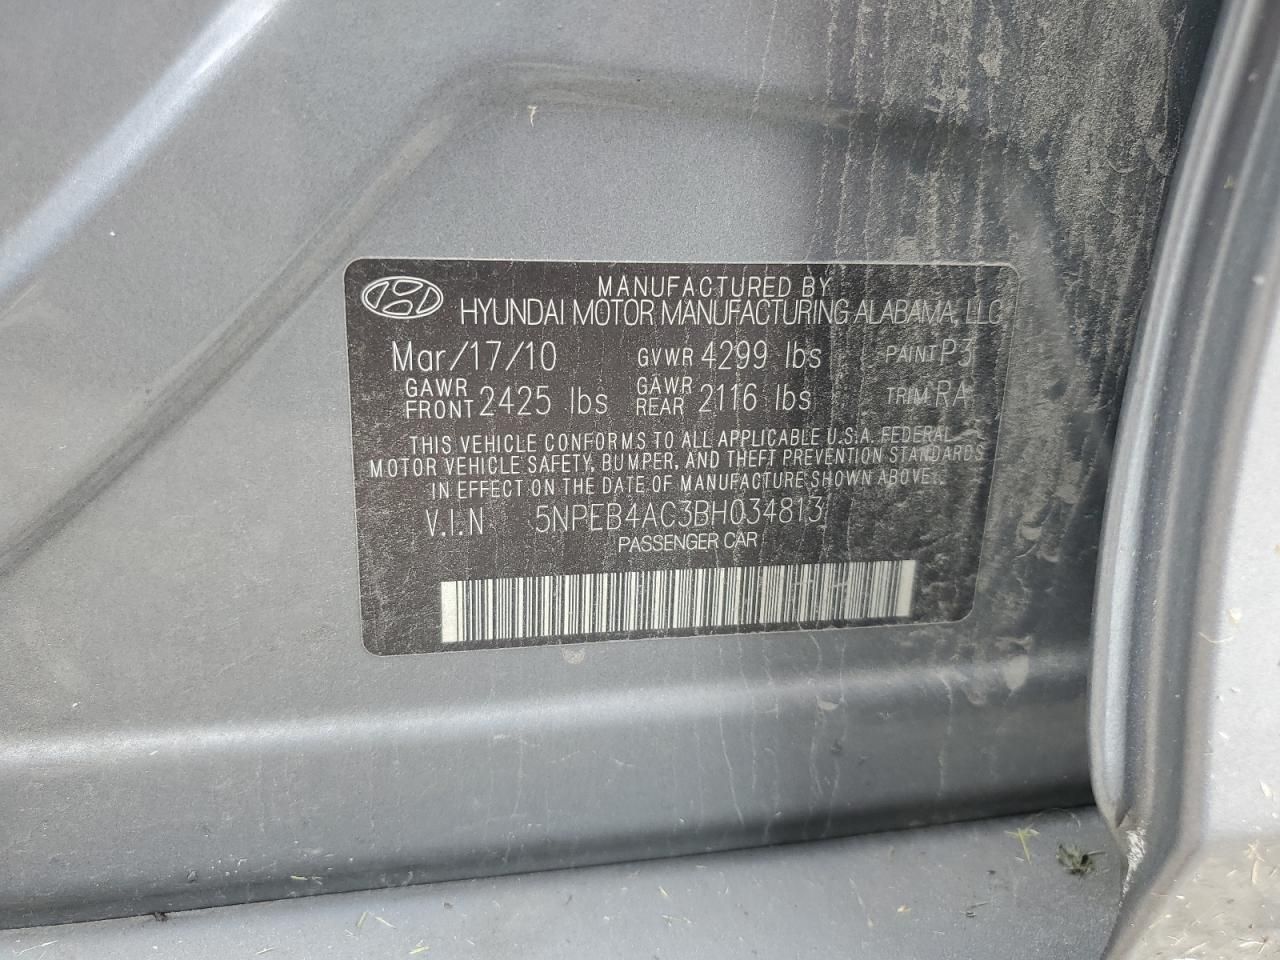 MANUFACTURED BY
HYUNDAI MOTOR MANUFACTURING ALABAMA, LLC
Mar/17/10 GVWR 4299 lbs PAINT P3
GAWR FRONT 2425 lbs GAWR REAR 2116 lbs TRIM RA
THIS VEHICLE CONFORMS TO ALL APPLICABLE U.S.A. FEDERAL
MOTOR VEHICLE SAFETY, BUMPER, AND THEFT PREVENTION STANDARDS
IN EFFECT ON THE DATE OF MANUFACTURE SHOWN ABOVE.
V.I.N 5NPEB4AC3BH034813
PASSENGER CAR